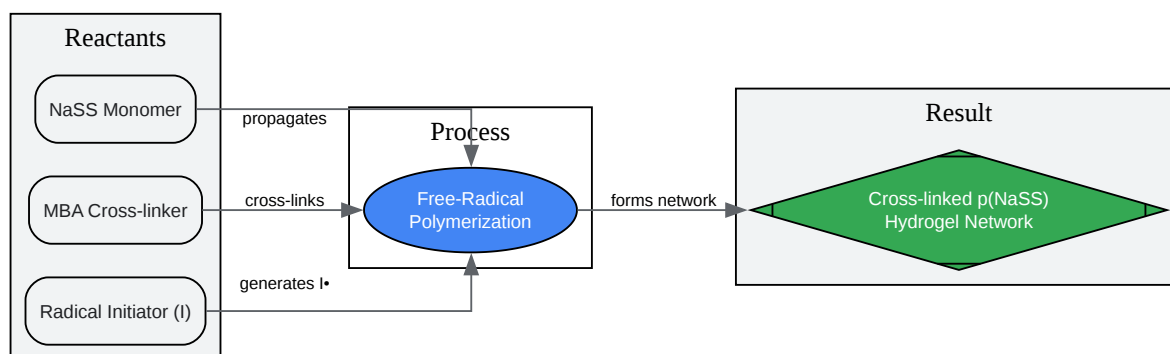 Reactants
NaSS Monomer
MBA Cross-linker
Radical Initiator (I)
propagates
cross-links
generates I•
Process
Free-Radical
Polymerization
forms network
Result
Cross-linked p(NaSS)
Hydrogel Network